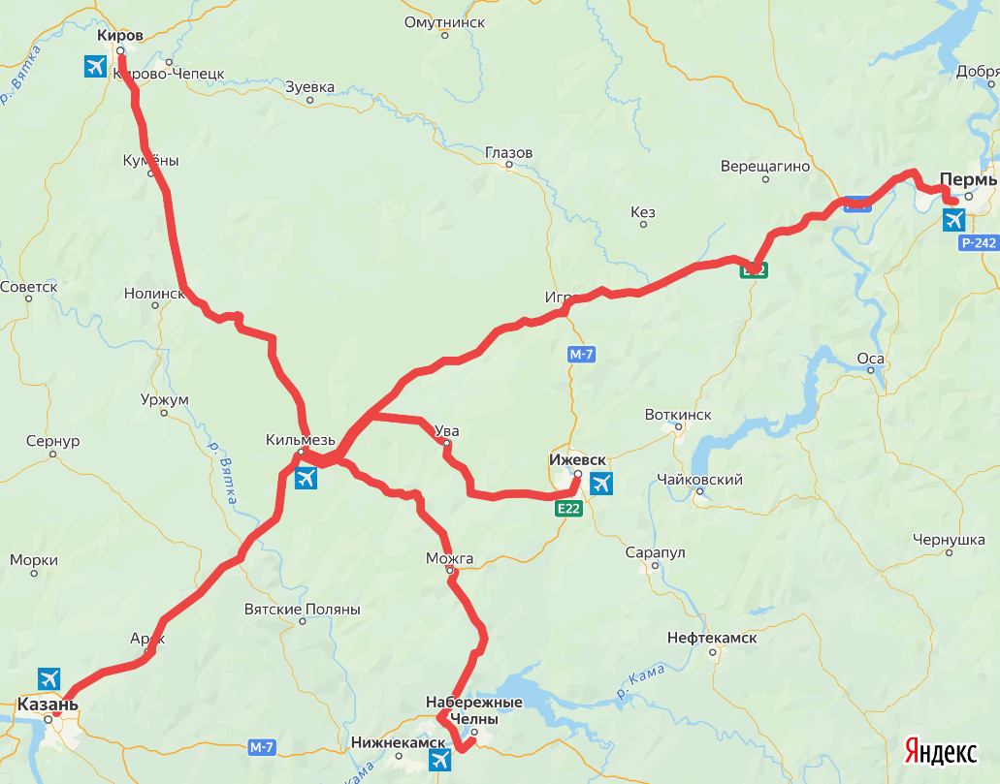 Омутнинск
Киров
р. Вятка
Кирово-Чепецк
Добря
Зуевка
Глазов
Кумёны
Верещагино
Пермь
Кез
Р-242
E22
Советск
Нолинск
Игра
М-7
Оса
Уржум
Воткинск
Ува
Кильмезь
Сернур
р. Вятка
Ижевск
Чайковский
E22
Чернушка
Морки
Можга
Сарапул
Вятские Поляны
Арск
Нефтекамск
р. Кама
Казань
Набережные
Челны
Нижнекамск
М-7
Кама
Яндекс